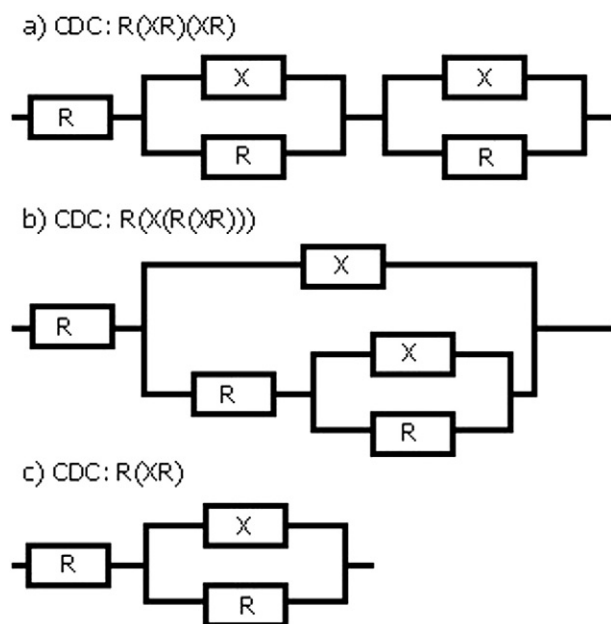 a) CDC: R(XR)(XR)
X X
R
R R
b) CDC: R(X(R(XR)))
X
R
X
R
R
c) CDC: R(XR)
X
R
R